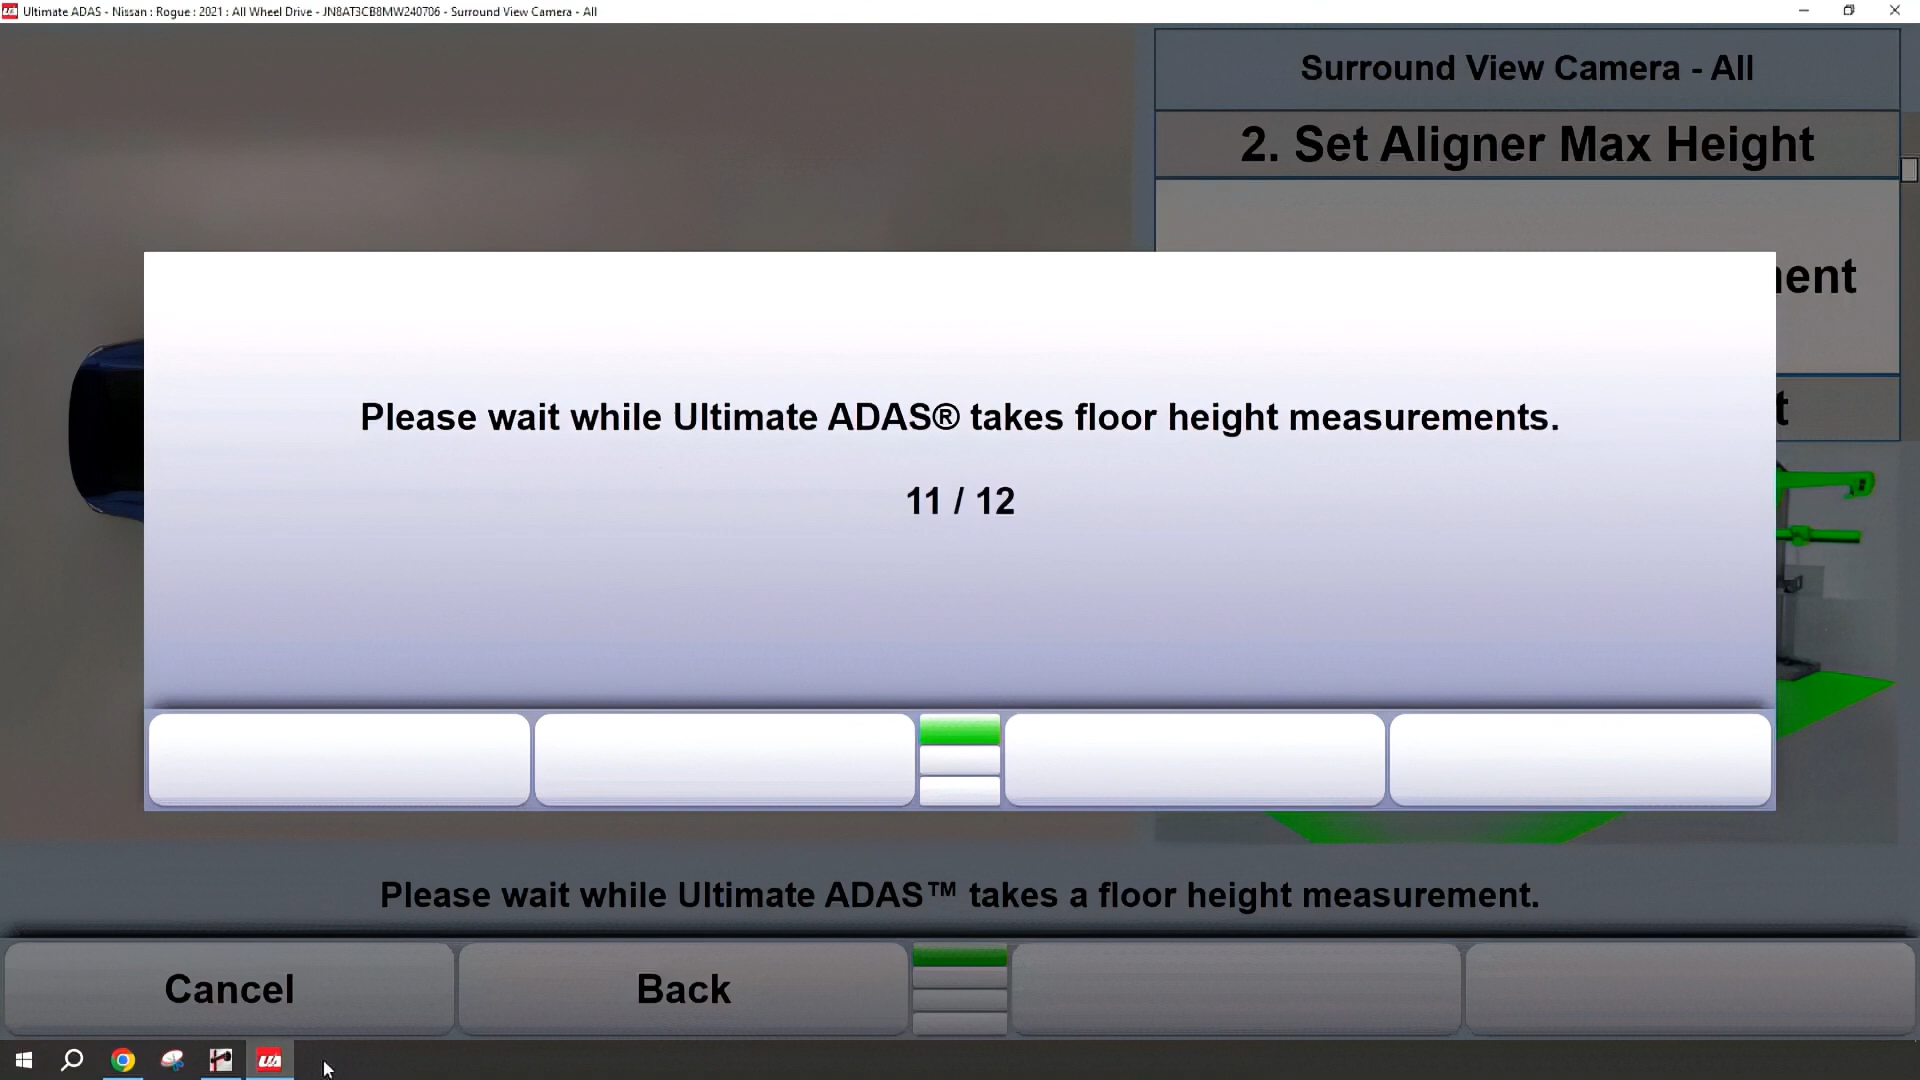 Ultimate ADAS - Nissan : Rogue : 2021 : All Wheel Drive - JN8AT3CB8MW240706 - Surround View Camera - All
Surround View Camera - All
2. Set Aligner Max Height
Please wait while Ultimate ADAS® takes floor height measurements.
11 / 12
Please wait while Ultimate ADAS™ takes a floor height measurement.
Cancel
Back